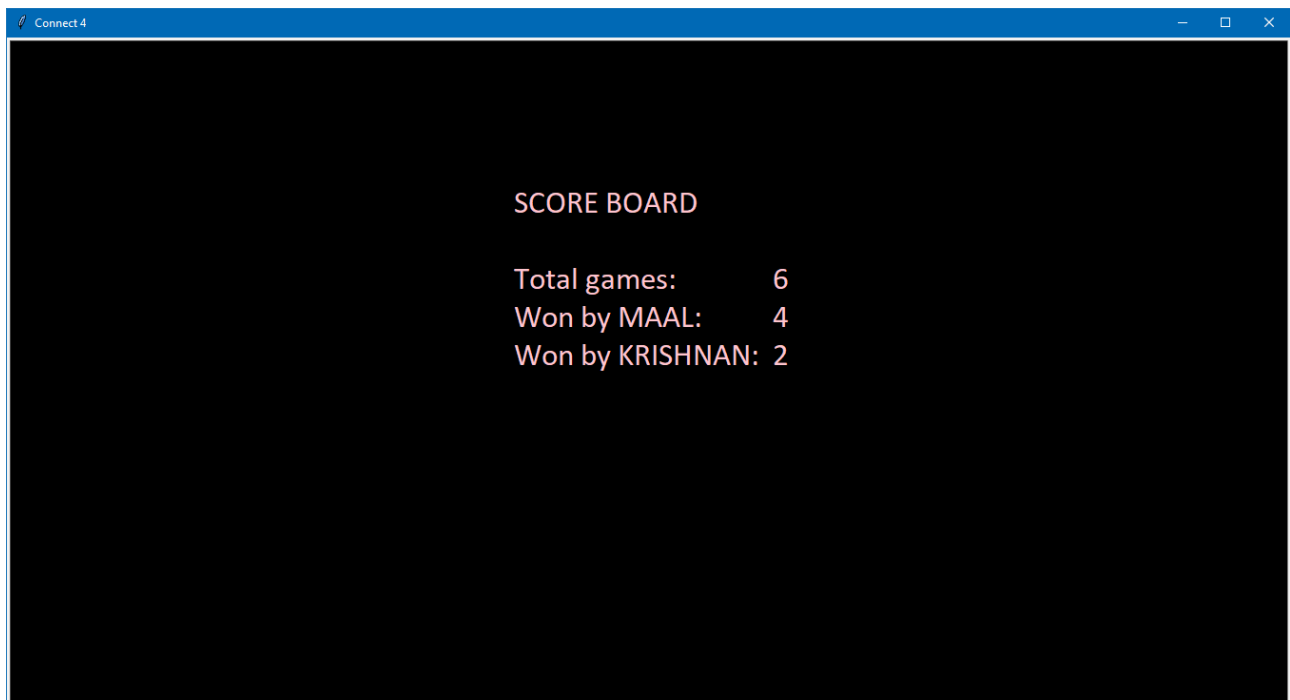 Connect 4
SCORE BOARD
Total games: 6
Won by MAAL: 4
Won by KRISHNAN: 2